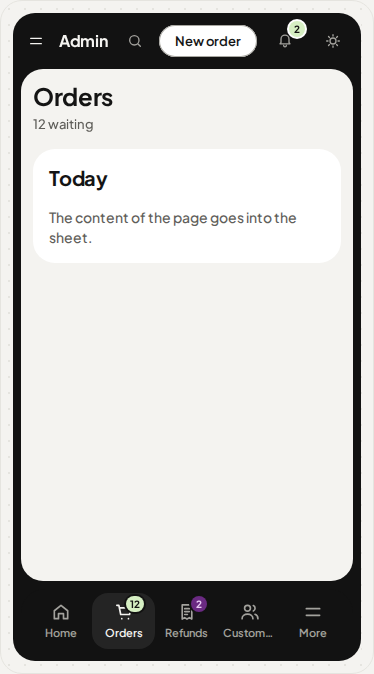 Admin
New order
2
Orders
12 waiting
Today
The content of the page goes into the
sheet.
12
2
Home
Orders
Refunds
Custom…
More